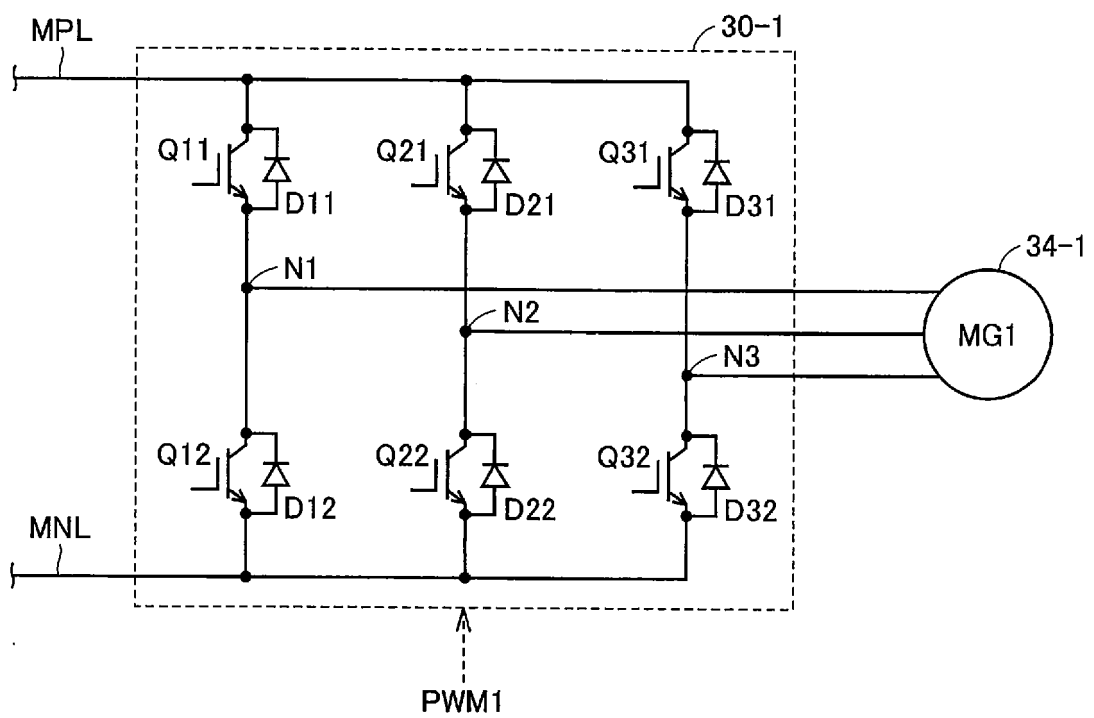 MPL
30-1
Q11
D11
Q21
D21
Q31
D31
N1
N2
N3
34-1
MG1
Q12
D12
Q22
D22
Q32
D32
MNL
PWM1